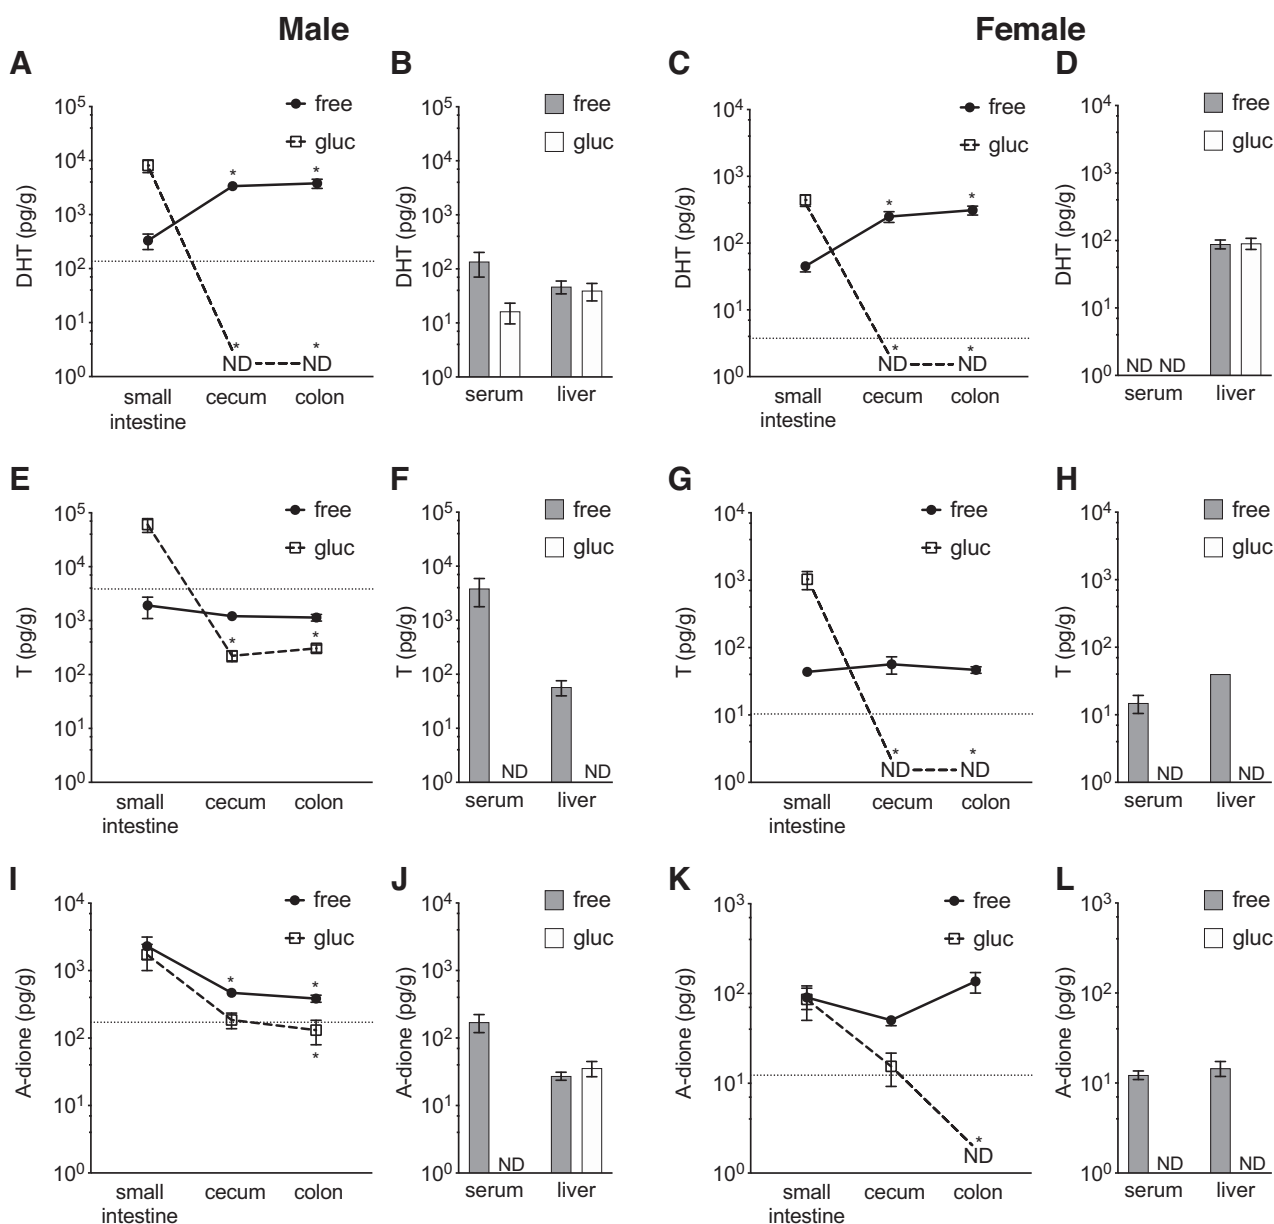 Male
Female
A
DHT (pg/g)
10⁵
10⁴
10³
10²
10¹
10⁰
free
gluc
*
*
*
*
ND
ND
small intestine
cecum
colon
B
DHT (pg/g)
10⁵
10⁴
10³
10²
10¹
10⁰
free
gluc
serum
liver
C
DHT (pg/g)
10⁴
10³
10²
10¹
10⁰
free
gluc
*
*
*
*
ND
ND
small intestine
cecum
colon
D
DHT (pg/g)
10⁴
10³
10²
10¹
10⁰
free
gluc
ND ND
serum
liver
E
T (pg/g)
10⁵
10⁴
10³
10²
10¹
10⁰
free
gluc
*
*
small intestine
cecum
colon
F
T (pg/g)
10⁵
10⁴
10³
10²
10¹
10⁰
free
gluc
ND
ND
serum
liver
G
T (pg/g)
10⁴
10³
10²
10¹
10⁰
free
gluc
*
*
ND
ND
small intestine
cecum
colon
H
T (pg/g)
10⁴
10³
10²
10¹
10⁰
free
gluc
ND
ND
serum
liver
I
A-dione (pg/g)
10⁴
10³
10²
10¹
10⁰
free
gluc
*
*
*
small intestine
cecum
colon
J
A-dione (pg/g)
10⁴
10³
10²
10¹
10⁰
free
gluc
ND
serum
liver
K
A-dione (pg/g)
10³
10²
10¹
10⁰
free
gluc
*
ND
small intestine
cecum
colon
L
A-dione (pg/g)
10³
10²
10¹
10⁰
free
gluc
ND
ND
serum
liver